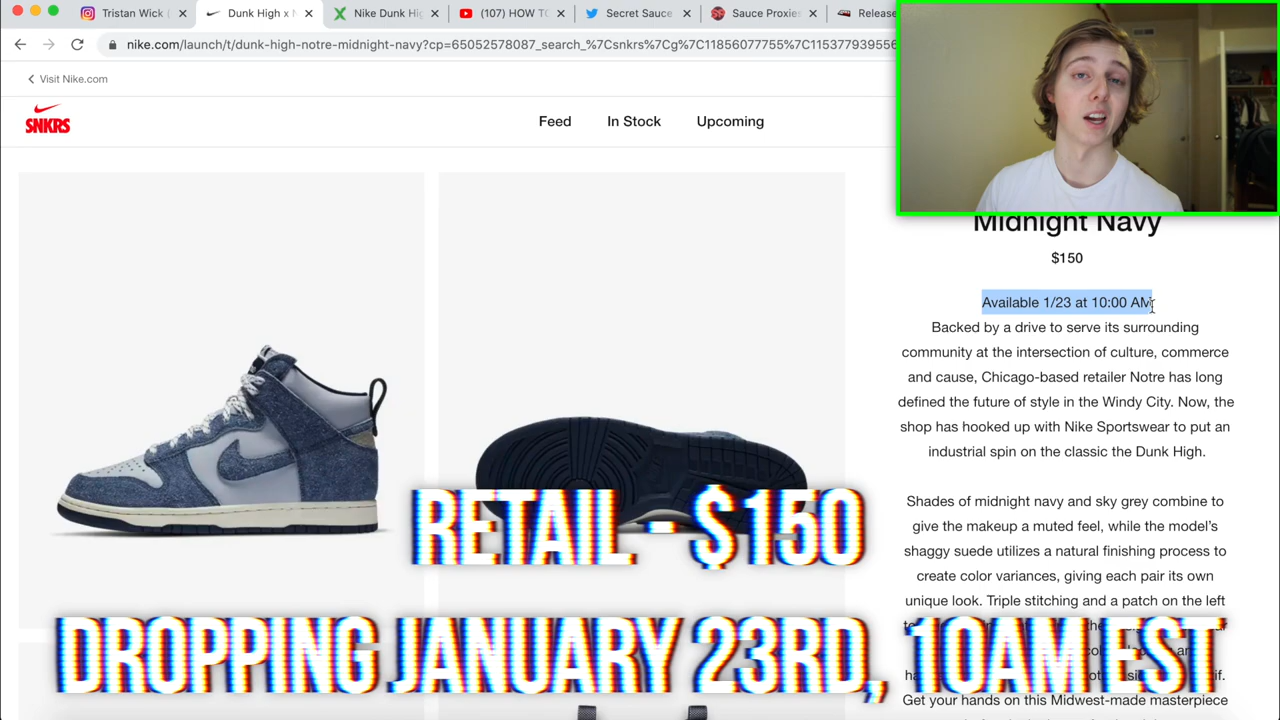 Tristan Wick (
Dunk High x N
Nike Dunk Hig
(107) HOW TO
Secret Sauce
Sauce Proxies
Release
nike.com/launch/t/dunk-high-notre-midnight-navy?cp=65052578087_search_%7Csnkrs%7Cg%7C11856077755%7C115377939556
Visit Nike.com
SNKRS
Feed
In Stock
Upcoming
Midnight Navy
$150
Available 1/23 at 10:00 AM
Backed by a drive to serve its surrounding
community at the intersection of culture, commerce
and cause, Chicago-based retailer Notre has long
defined the future of style in the Windy City. Now, the
shop has hooked up with Nike Sportswear to put an
industrial spin on the classic the Dunk High.
Shades of midnight navy and sky grey combine to
give the makeup a muted feel, while the model's
shaggy suede utilizes a natural finishing process to
create color variances, giving each pair its own
unique look. Triple stitching and a patch on the left
Get your hands on this Midwest-made masterpiece
RETAIL - $150
DROPPING JANUARY 23RD, 10AM EST